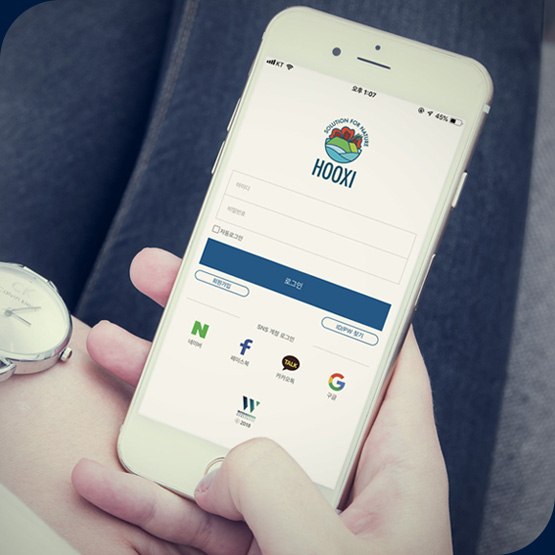 KT
오후 1:07
45%
SOLUTION FOR NATURE
HOOXI
아이디
비밀번호
자동로그인
로그인
회원가입
ID/PW 찾기
SNS 계정 로그인
N
네이버
f
페이스북
TALK
카카오톡
G
구글
W
© 2018